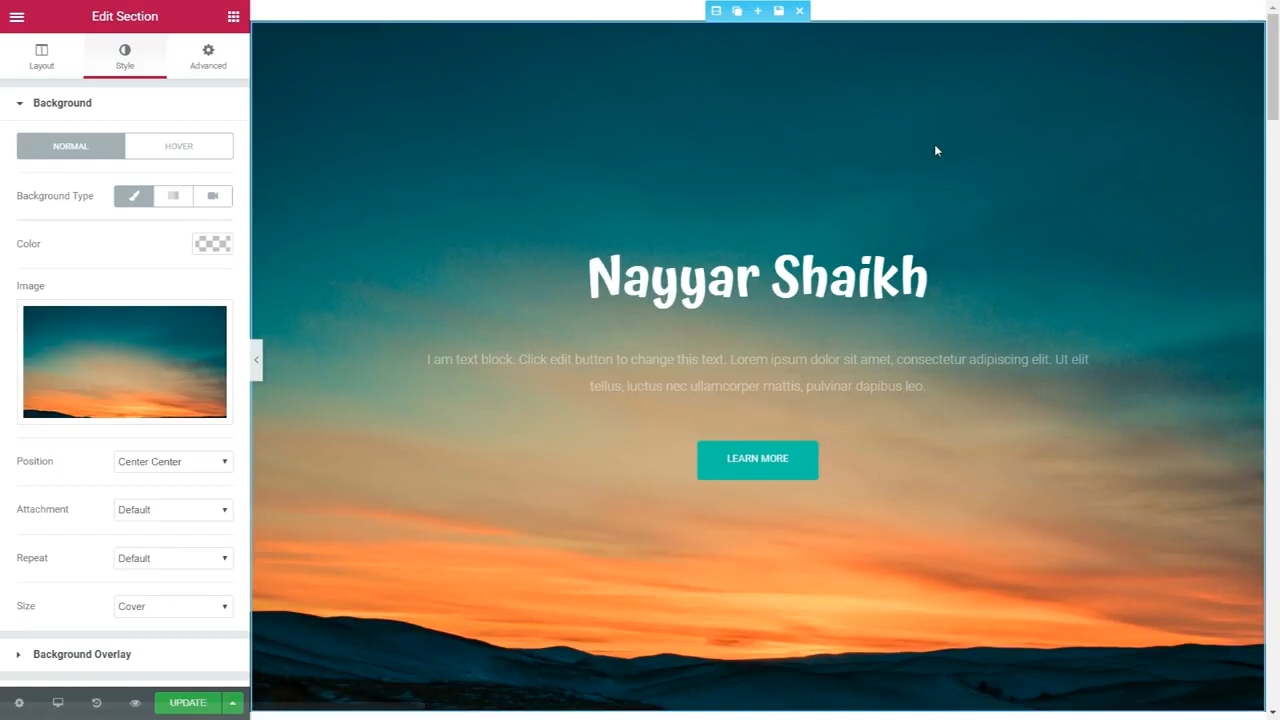 Edit Section
Layout
Style
Advanced
Background
NORMAL
HOVER
Background Type
Color
Image
Position
Center Center
Attachment
Default
Repeat
Default
Size
Cover
Background Overlay
UPDATE
Nayyar Shaikh
I am text block. Click edit button to change this text. Lorem ipsum dolor sit amet, consectetur adipiscing elit. Ut elit
tellus, luctus nec ullamcorper mattis, pulvinar dapibus leo.
LEARN MORE